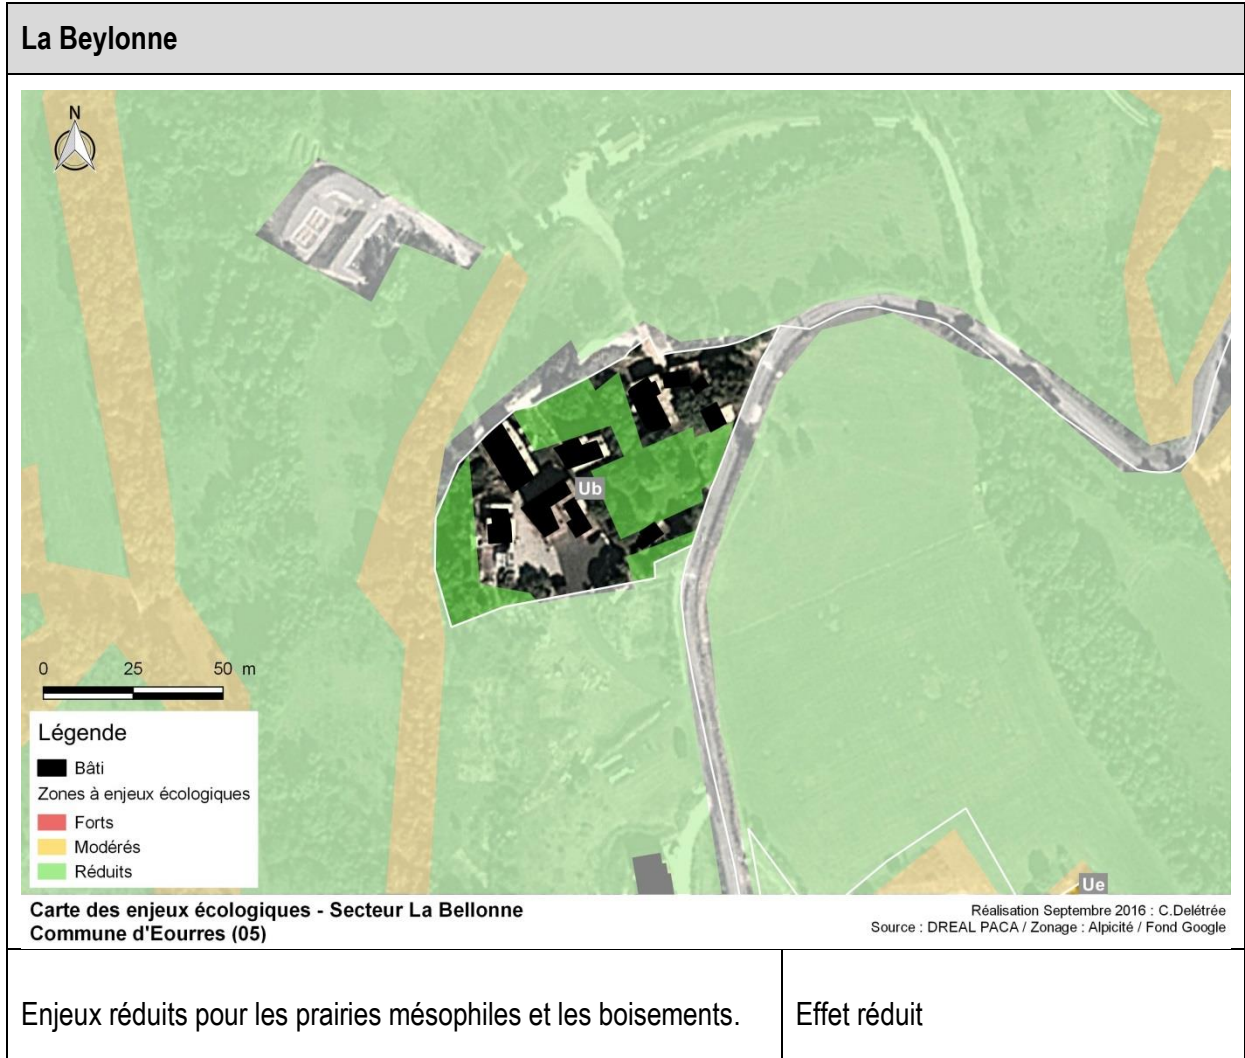 La Beylonne
N
Ub
0 25 50 m
Légende
Bâti
Zones à enjeux écologiques
Forts
Modérés
Réduits
Ue
Carte des enjeux écologiques - Secteur La Bellonne
Commune d'Eourres (05)
Réalisation Septembre 2016 : C.Delétrée
Source : DREAL PACA / Zonage : Alpicité / Fond Google
Enjeux réduits pour les prairies mésophiles et les boisements.
Effet réduit